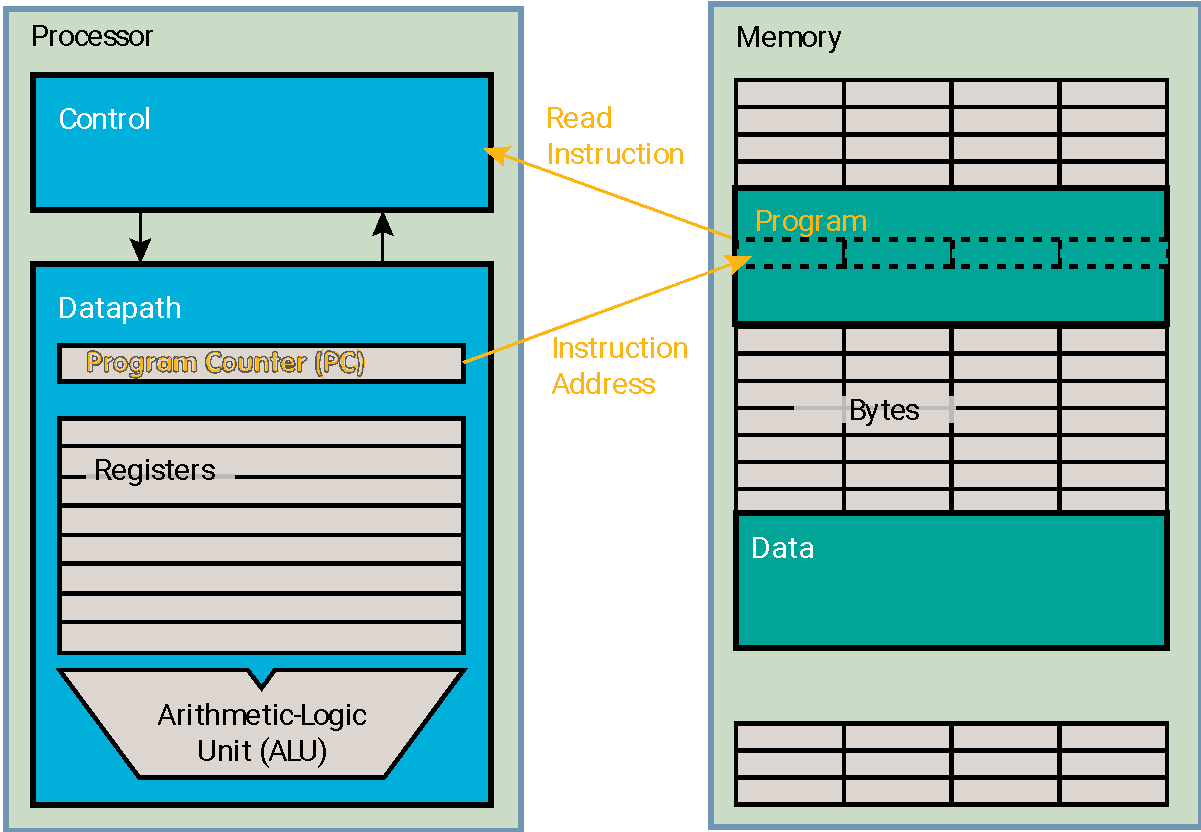 Processor
Control
Datapath
Program Counter (PC)
Registers
Arithmetic-Logic
Unit (ALU)
Read
Instruction
Instruction
Address
Memory
Program
Bytes
Data